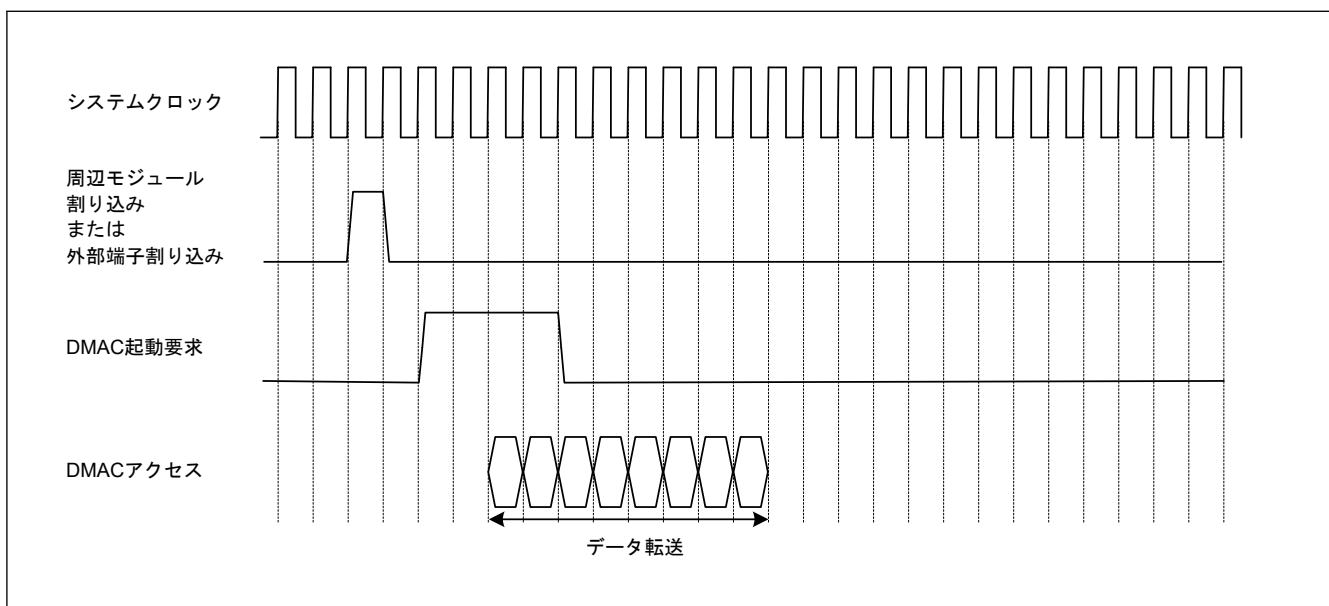 システムクロック
周辺モジュール
割り込み
または
外部端子割り込み
DMAC起動要求
DMACアクセス
データ転送